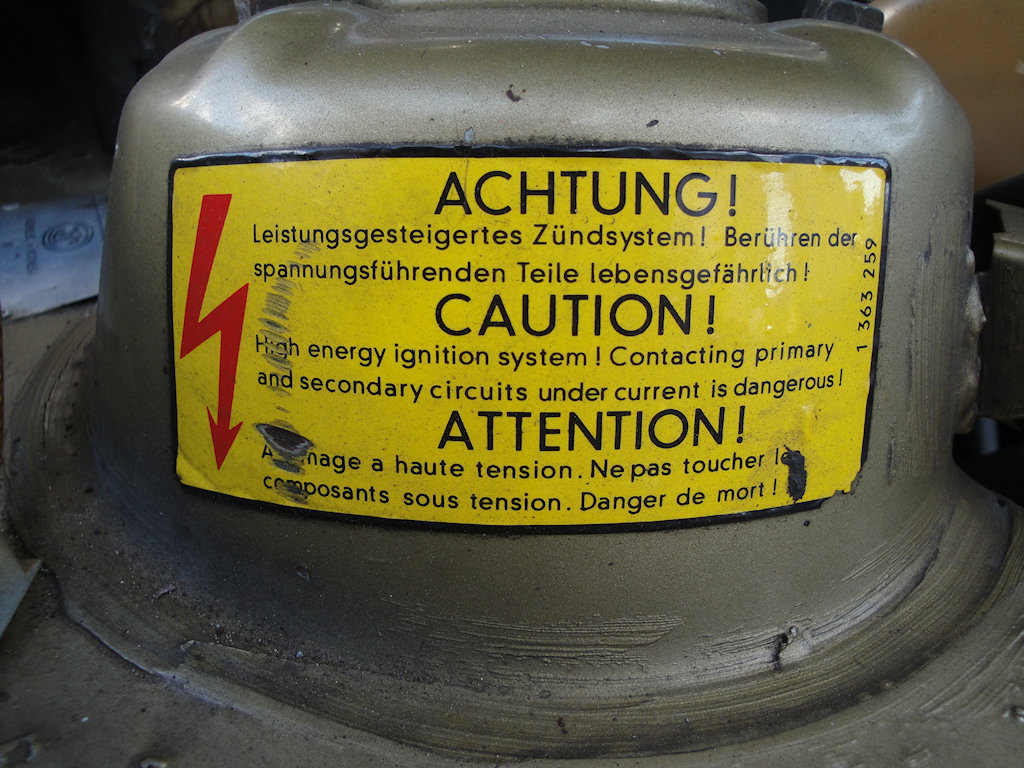 ACHTUNG!
Leistungsgesteigertes Zündsystem! Berühren der
spannungsführenden Teile lebensgefährlich!
CAUTION!
High energy ignition system! Contacting primary
and secondary circuits under current is dangerous!
ATTENTION!
a haute tension. Ne pas toucher
composants sous tension. Danger de mort!
1 363 259